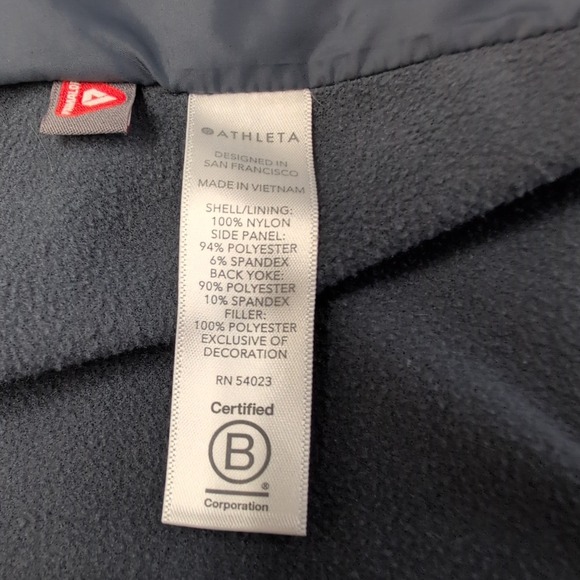 ATHLETA
DESIGNED IN
SAN FRANCISCO
MADE IN VIETNAM
SHELL/LINING:
100% NYLON
SIDE PANEL:
94% POLYESTER
6% SPANDEX
BACK YOKE:
90% POLYESTER
10% SPANDEX
FILLER:
100% POLYESTER
EXCLUSIVE OF
DECORATION
RN 54023
Certified
B
®
Corporation